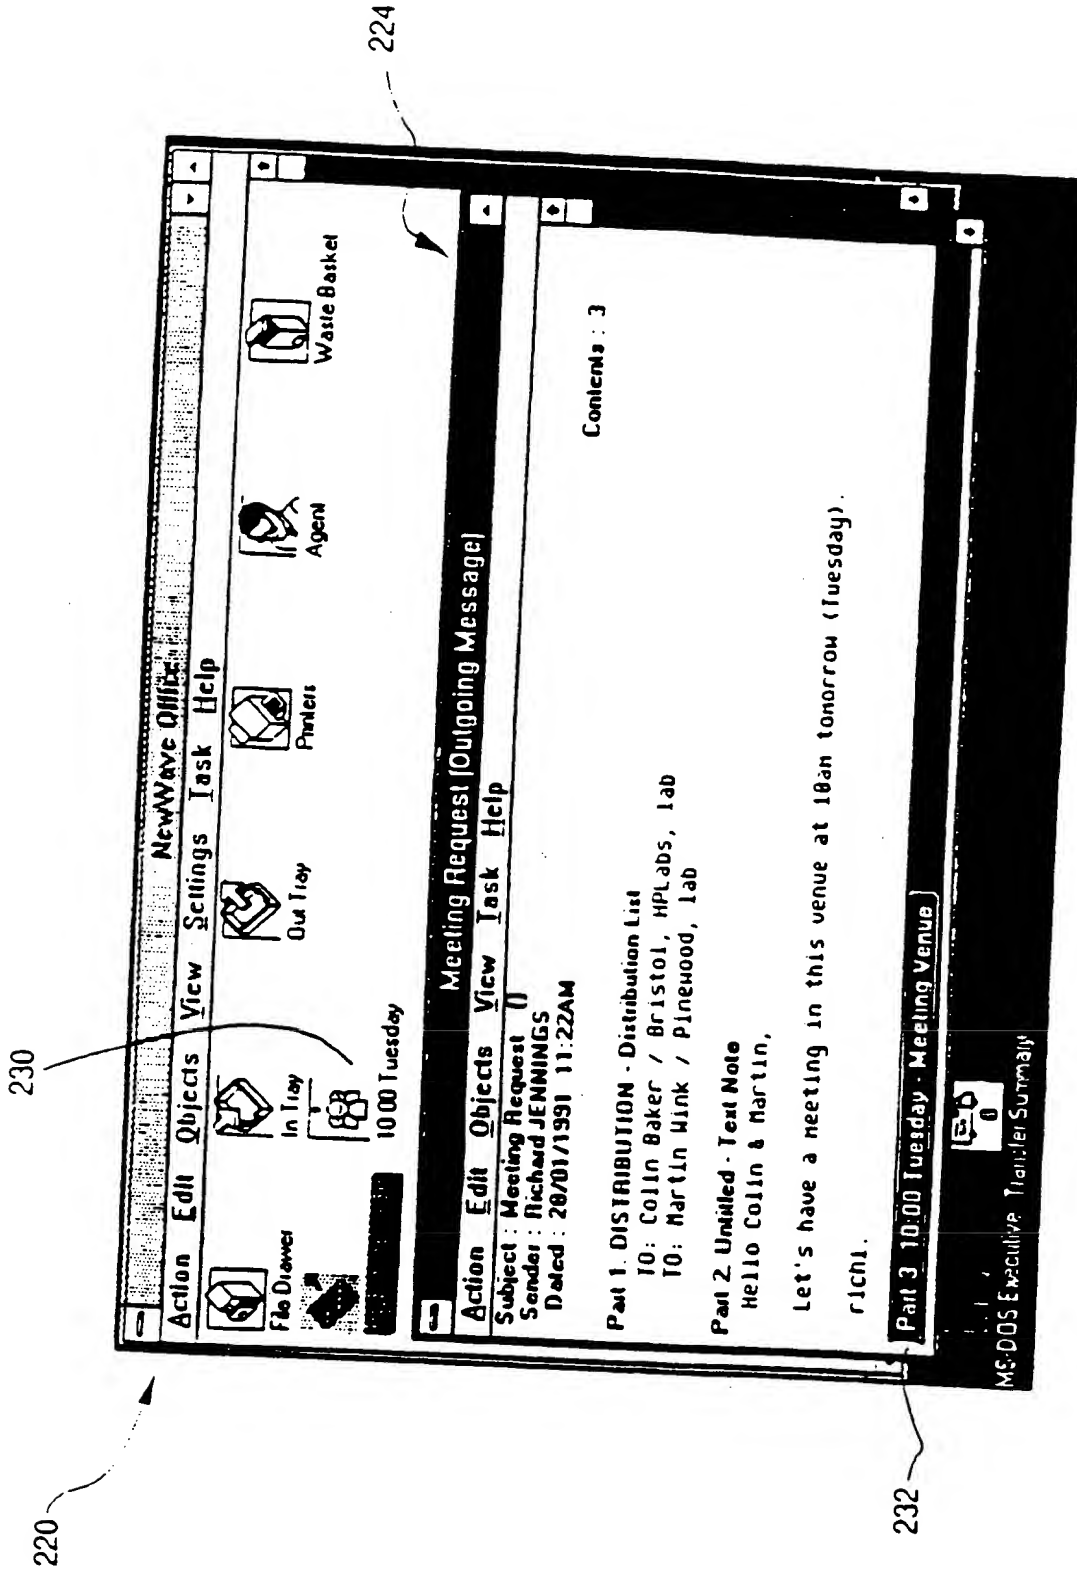 220
230
224
232
NewWave Office
Action Edit Objects View Settings Task Help
File Drawer
In Tray
Out Tray
Printers
Agent
Waste Basket
10 00 Tuesday
Meeting Request [Outgoing Message]
Action Edit Objects View Task Help
Subject : Meeting Request ()
Sender : Richard JENNINGS
Dated : 20/01/1991 11:22AM
Contents : 3
Part 1. DISTRIBUTION - Distribution List
TO: Colin Baker / Bristol, HPLabs, lab
TO: Martin Wink / Pinewood, lab
Part 2. Untitled - Text Note
Hello Colin & Martin,
Let's have a meeting in this venue at 10am tomorrow (Tuesday).
richi.
Part 3 10:00 Tuesday - Meeting Venue
MS-DOS Executive
Transfer Summary